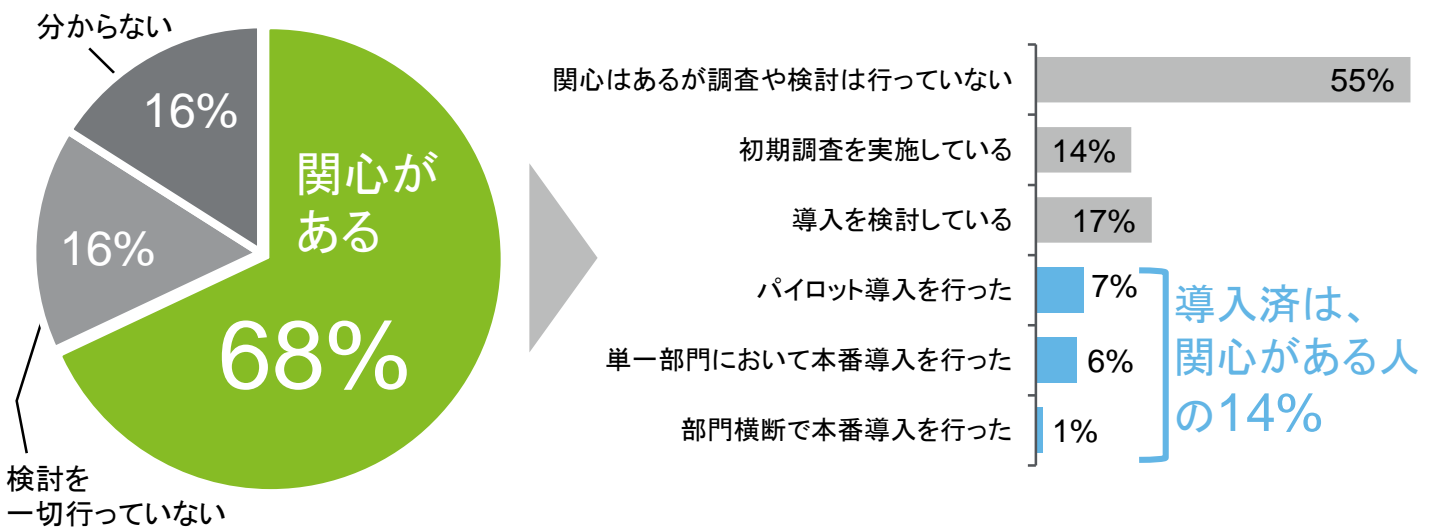 分からない
16%
16%
関心が
ある
68%
検討を
一切行っていない
関心はあるが調査や検討は行っていない
55%
初期調査を実施している
14%
導入を検討している
17%
パイロット導入を行った
7%
単一部門において本番導入を行った
6%
部門横断で本番導入を行った
1%
導入済は、
関心がある人
の14%